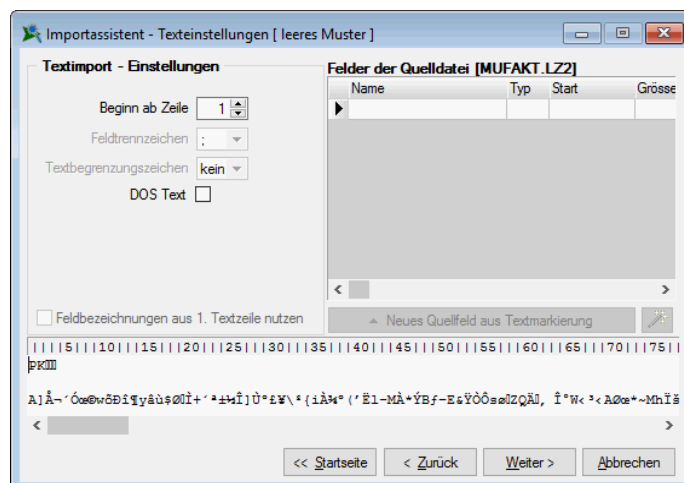 Importassistent - Texteinstellungen [ leeres Muster ]
Textimport - Einstellungen
Beginn ab Zeile 1
Feldtrennzeichen ;
Textbegrenzungszeichen kein
DOS Text
Feldbezeichnungen aus 1. Textzeile nutzen
Felder der Quelldatei [MUFAKT.LZ2]
Name Typ Start Grösse
Neues Quellfeld aus Textmarkierung
||||5||||10|||15|||20|||25|||30|||35|||40|||45|||50|||55|||60|||65|||70|||75|
<< Startseite < Zurück Weiter > Abbrechen